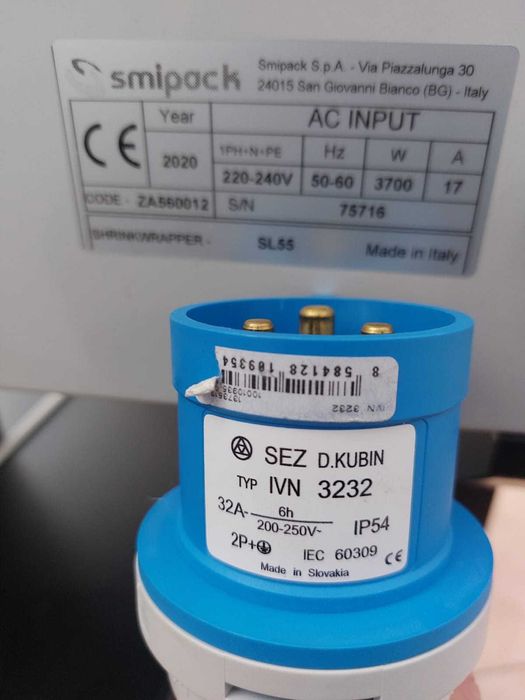 smipack
Smipack S.p.A. - Via Piazzalunga 30
24015 San Giovanni Bianco (BG) - Italy
CE
Year
2020
AC INPUT
1PH+N+PE
Hz
W
A
220-240V
50-60
3700
17
CODE - ZA560012
S/N
75716
SHRINKWRAPPER -
SL55
Made in Italy
8 584128 109354
IVN 3232
SEZ D.KUBIN
TYP IVN 3232
32A-
6h
200-250V~
IP54
2P+
IEC 60309
CE
Made in Slovakia